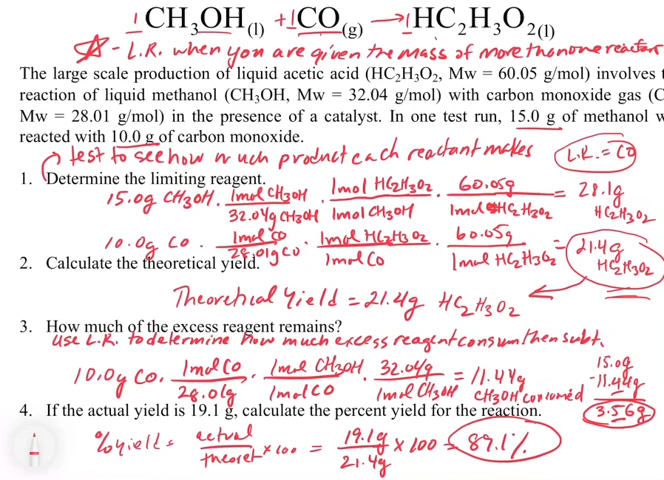 1 CH3OH(l) + 1 CO(g) → 1 HC2H3O2(l)
- L.R. when you are given the mass of more than one reactan
The large scale production of liquid acetic acid (HC2H3O2, Mw = 60.05 g/mol) involves
reaction of liquid methanol (CH3OH, Mw = 32.04 g/mol) with carbon monoxide gas (C
Mw = 28.01 g/mol) in the presence of a catalyst. In one test run, 15.0 g of methanol w
reacted with 10.0 g of carbon monoxide.
test to see how much product each reactant makes
L.R. = CO
1. Determine the limiting reagent.
15.0g CH3OH · 1mol CH3OH / 32.04g CH3OH · 1mol HC2H3O2 / 1mol CH3OH · 60.05g / 1mol HC2H3O2 = 28.1g HC2H3O2
10.0g CO · 1mol CO / 28.01g CO · 1mol HC2H3O2 / 1mol CO · 60.05g / 1mol HC2H3O2 = 21.4g HC2H3O2
2. Calculate the theoretical yield.
Theoretical Yield = 21.4g HC2H3O2
3. How much of the excess reagent remains?
Use L.R. to determine how much excess reagent consum then subt.
10.0g CO · 1mol CO / 28.01g · 1mol CH3OH / 1mol CO · 32.04g / 1mol CH3OH = 11.44g CH3OH consumed
15.0g
-11.44g
3.56g
4. If the actual yield is 19.1 g, calculate the percent yield for the reaction.
% yield = actual / theoret × 100 = 19.1g / 21.4g × 100 = 89.1%